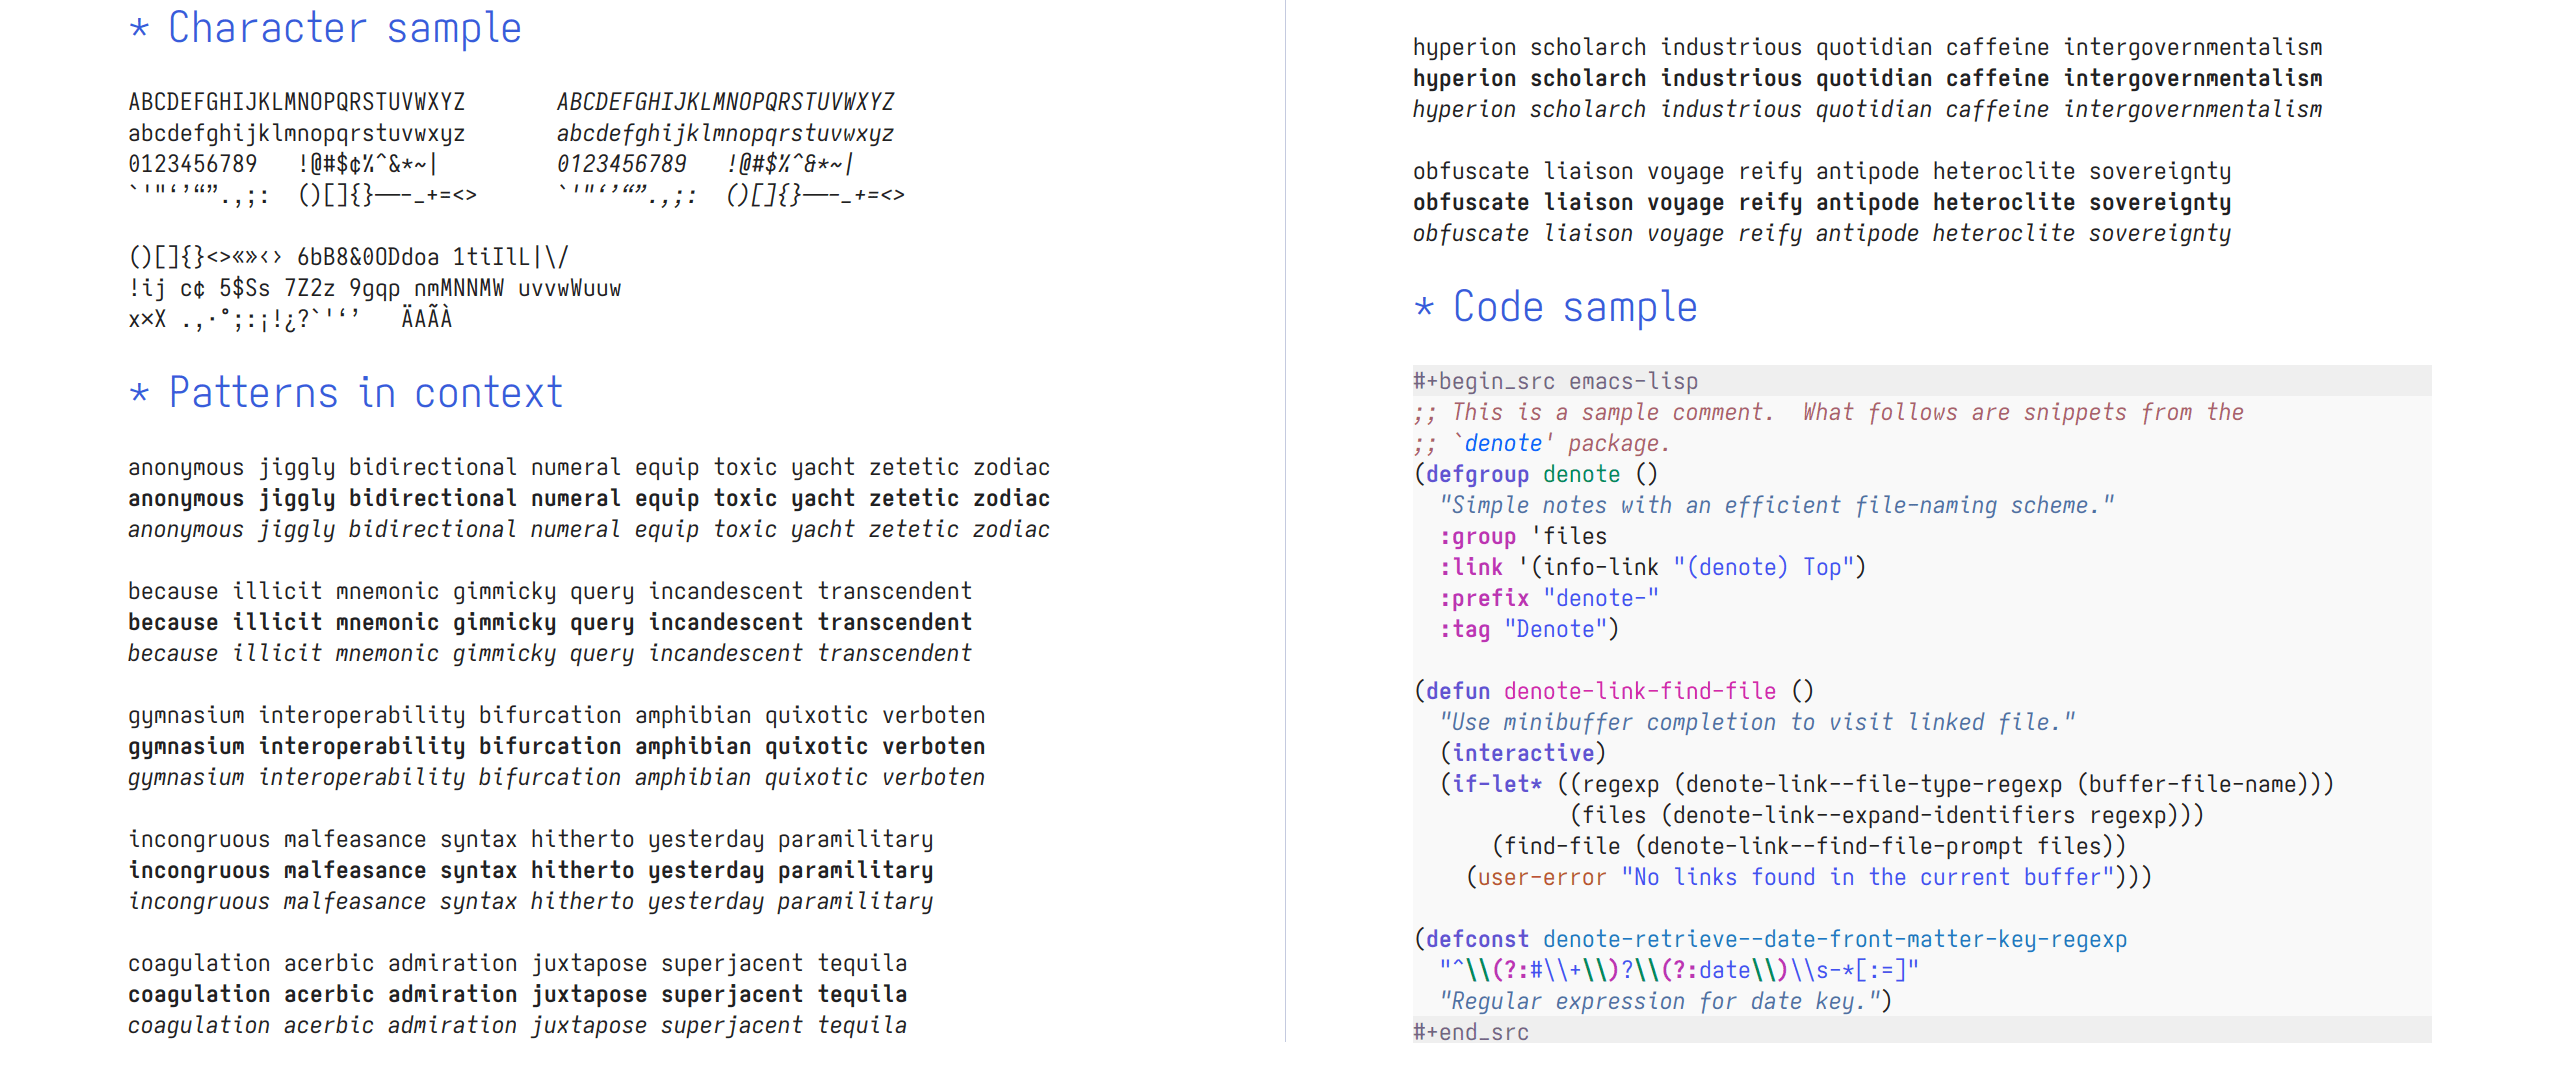 * Character sample
ABCDEFGHIJKLMNOPQRSTUVWXYZ       ABCDEFGHIJKLMNOPQRSTUVWXYZ
abcdefghijklmnopqrstuvwxyz       abcdefghijklmnopqrstuvwxyz
0123456789   !@#$¢%^&*~|         0123456789   !@#$%^&*~|
`'"‘’“”.,;:  ()[]{}—–-_+=<>      `'"‘’“”.,;:  ()[]{}—–-_+=<>
()[]{}<>«»‹› 6bB8&0ODdoa 1tiIlL|\/
!ij c¢ 5$Ss 7Z2z 9gqp nmMNNMW uvvwWuuw
x×X .,·°;:¡!¿?`'‘’   ÄAÃÀ
* Patterns in context
anonymous jiggly bidirectional numeral equip toxic yacht zetetic zodiac
anonymous jiggly bidirectional numeral equip toxic yacht zetetic zodiac
anonymous jiggly bidirectional numeral equip toxic yacht zetetic zodiac
because illicit mnemonic gimmicky query incandescent transcendent
because illicit mnemonic gimmicky query incandescent transcendent
because illicit mnemonic gimmicky query incandescent transcendent
gymnasium interoperability bifurcation amphibian quixotic verboten
gymnasium interoperability bifurcation amphibian quixotic verboten
gymnasium interoperability bifurcation amphibian quixotic verboten
incongruous malfeasance syntax hitherto yesterday paramilitary
incongruous malfeasance syntax hitherto yesterday paramilitary
incongruous malfeasance syntax hitherto yesterday paramilitary
coagulation acerbic admiration juxtapose superjacent tequila
coagulation acerbic admiration juxtapose superjacent tequila
coagulation acerbic admiration juxtapose superjacent tequila
hyperion scholarch industrious quotidian caffeine intergovernmentalism
hyperion scholarch industrious quotidian caffeine intergovernmentalism
hyperion scholarch industrious quotidian caffeine intergovernmentalism
obfuscate liaison voyage reify antipode heteroclite sovereignty
obfuscate liaison voyage reify antipode heteroclite sovereignty
obfuscate liaison voyage reify antipode heteroclite sovereignty
* Code sample
#+begin_src emacs-lisp
;; This is a sample comment.  What follows are snippets from the
;; `denote' package.
(defgroup denote ()
  "Simple notes with an efficient file-naming scheme."
  :group 'files
  :link '(info-link "(denote) Top")
  :prefix "denote-"
  :tag "Denote")
(defun denote-link-find-file ()
  "Use minibuffer completion to visit linked file."
  (interactive)
  (if-let* ((regexp (denote-link--file-type-regexp (buffer-file-name)))
            (files (denote-link--expand-identifiers regexp)))
      (find-file (denote-link--find-file-prompt files))
    (user-error "No links found in the current buffer")))
(defconst denote-retrieve--date-front-matter-key-regexp
  "^\\(?:#\\+\\)?\\(?:date\\)\\s-*[:=]"
  "Regular expression for date key.")
#+end_src